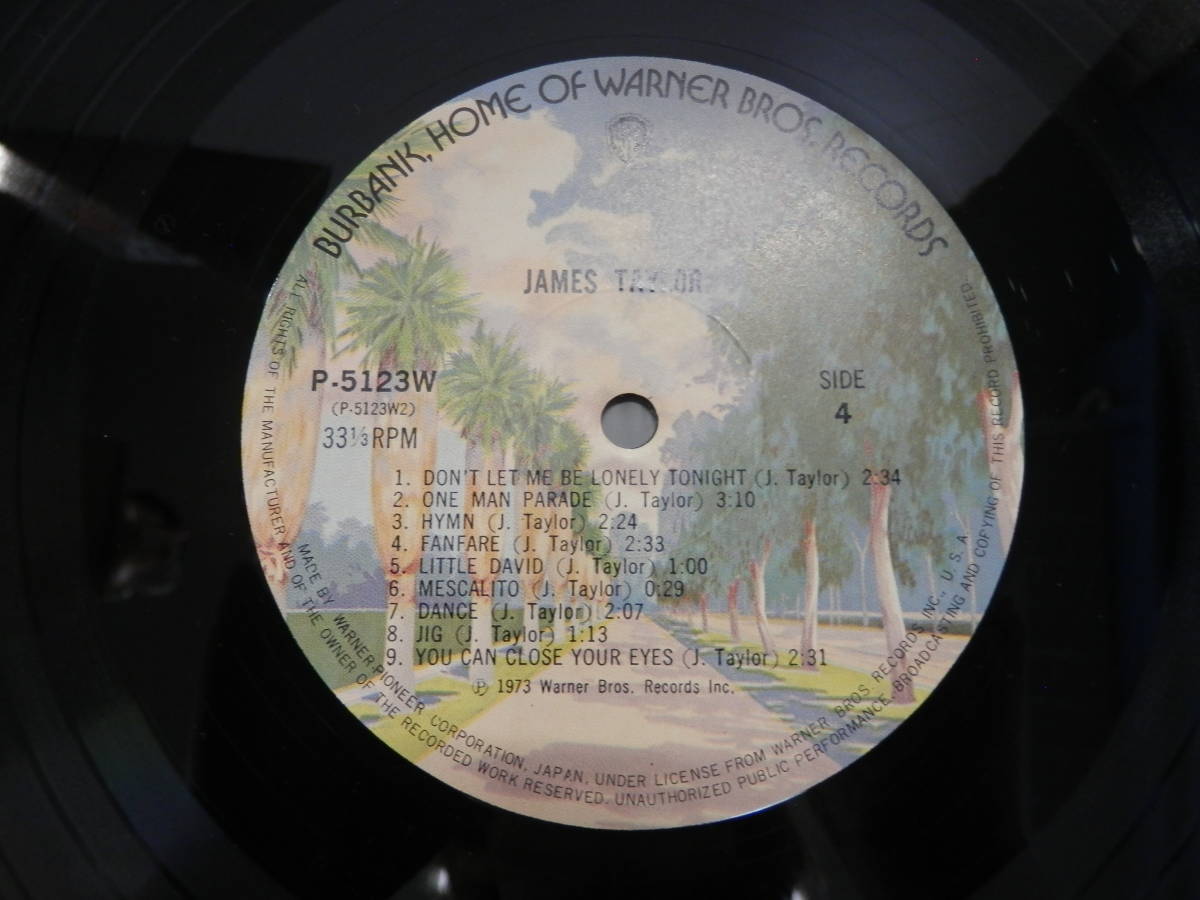 BURBANK, HOME OF WARNER BROS. RECORDS
JAMES TAYLOR
P-5123W
(P-5123W2)
33⅓RPM
SIDE
4
1. DON'T LET ME BE LONELY TONIGHT (J. Taylor) 2:34
2. ONE MAN PARADE (J. Taylor) 3:10
3. HYMN (J. Taylor) 2:24
4. FANFARE (J. Taylor) 2:33
5. LITTLE DAVID (J. Taylor) 1:00
6. MESCALITO (J. Taylor) 0:29
7. DANCE (J. Taylor) 2:07
8. JIG (J. Taylor) 1:13
9. YOU CAN CLOSE YOUR EYES (J. Taylor) 2:31
Ⓟ 1973 Warner Bros. Records Inc.
MADE BY WARNER-PIONEER CORPORATION, JAPAN, UNDER LICENSE FROM WARNER BROS. RECORDS INC., U.S.A.
ALL RIGHTS OF THE MANUFACTURER AND OF THE OWNER OF THE RECORDED WORK RESERVED. UNAUTHORIZED PUBLIC PERFORMANCE, BROADCASTING AND COPYING OF THIS RECORD PROHIBITED